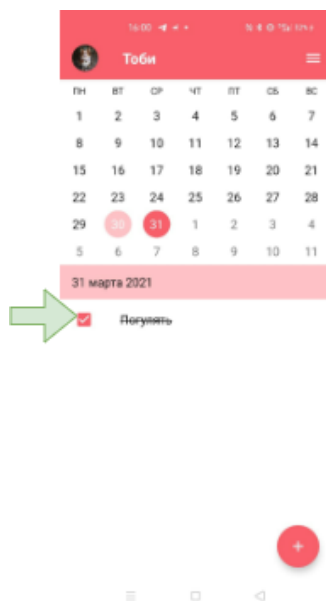 16:00
Тоби
ПН ВТ СР ЧТ ПТ СБ ВС
1 2 3 4 5 6 7
8 9 10 11 12 13 14
15 16 17 18 19 20 21
22 23 24 25 26 27 28
29 30 31 1 2 3 4
5 6 7 8 9 10 11
31 марта 2021
Погулять